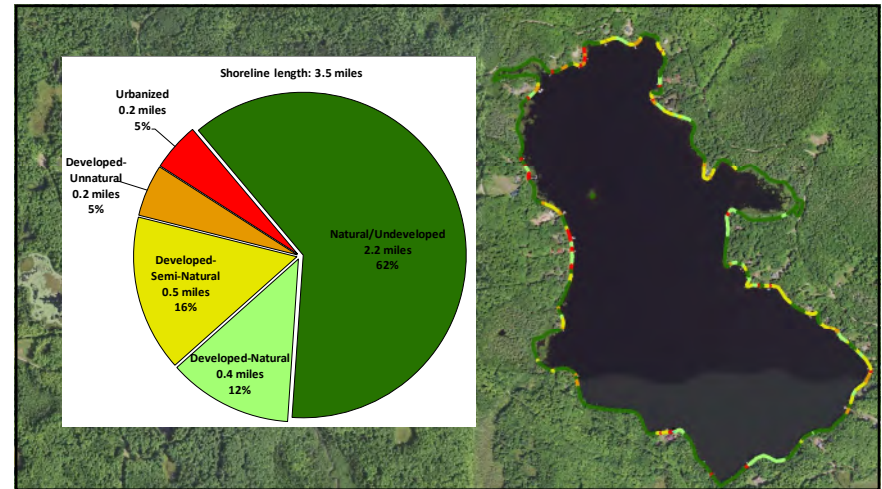 Shoreline length: 3.5 miles
Urbanized
0.2 miles
5%
Developed-
Unnatural
0.2 miles
5%
Natural/Undeveloped
2.2 miles
62%
Developed-
Semi-Natural
0.5 miles
16%
Developed-Natural
0.4 miles
12%